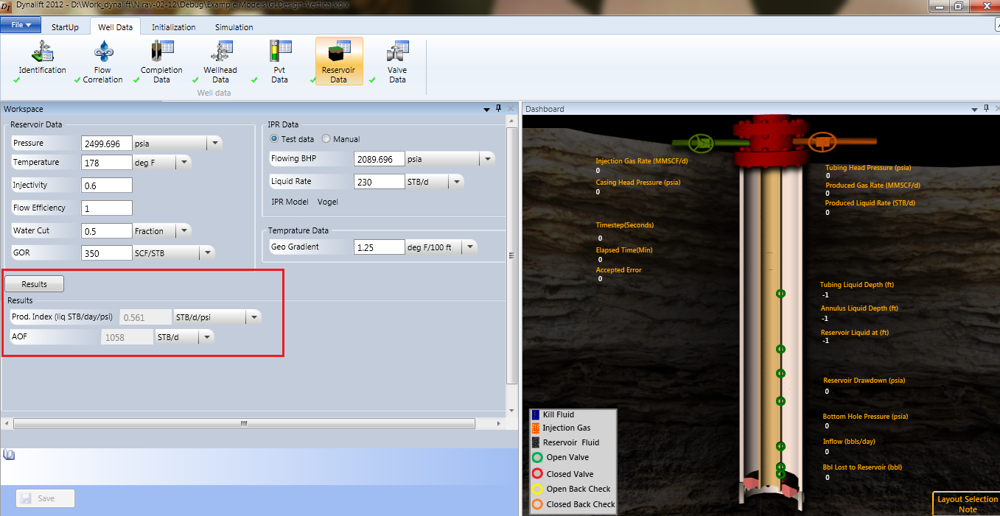 Dynalift 2012 - D:\Work_dynalift\Nirav-02-12\Debug\Example Models\GLDesign-Vertical.kdlx
File
StartUp
Well Data
Initialization
Simulation
Identification
Flow Correlation
Completion Data
Wellhead Data
Pvt Data
Reservoir Data
Valve Data
Well data
Workspace
Reservoir Data
Pressure 2499.696 psia
Temperature 178 deg F
Injectivity 0.6
Flow Efficiency 1
Water Cut 0.5 Fraction
GOR 350 SCF/STB
IPR Data
Test data Manual
Flowing BHP 2089.696 psia
Liquid Rate 230 STB/d
IPR Model Vogel
Temprature Data
Geo Gradient 1.25 deg F/100 ft
Results
Results
Prod. Index (liq STB/day/psi) 0.561 STB/d/psi
AOF 1058 STB/d
Save
Dashboard
Injection Gas Rate (MMSCF/d)
0
Casing Head Pressure (psia)
0
Timestep(Seconds)
0
Elapsed Time(Min)
0
Accepted Error
0
Tubing Head Pressure (psia)
0
Produced Gas Rate (MMSCF/d)
0
Produced Liquid Rate (STB/d)
0
Tubing Liquid Depth (ft)
-1
Annulus Liquid Depth (ft)
-1
Reservoir Liquid at (ft)
-1
Reservoir Drawdown (psia)
0
Bottom Hole Pressure (psia)
0
Inflow (bbls/day)
0
Bbl Lost to Reservoir (bbl)
0
Kill Fluid
Injection Gas
Reservoir Fluid
Open Valve
Closed Valve
Open Back Check
Closed Back Check
Layout Selection
Note